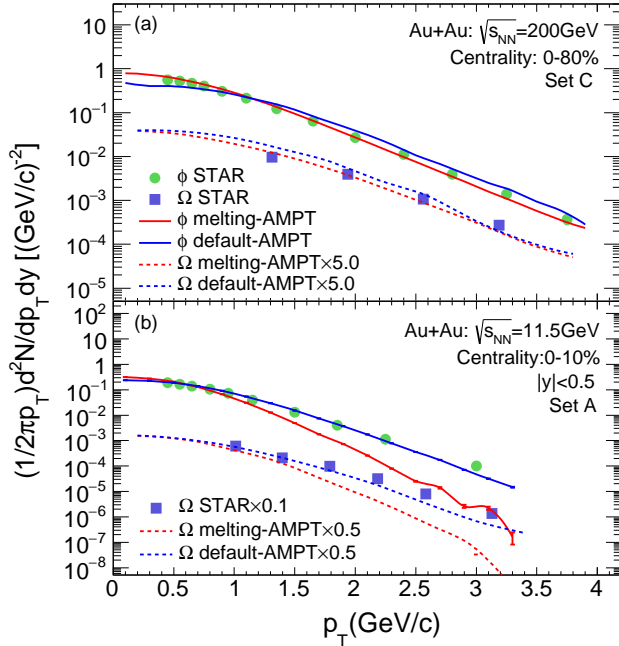 (1/2πp_T)d²N/dp_Tdy [(GeV/c)⁻²]
(a)
Au+Au: √s_NN=200GeV
Centrality: 0-80%
Set C
10
1
10⁻¹
10⁻²
10⁻³
10⁻⁴
10⁻⁵
ϕ STAR
Ω STAR
ϕ melting-AMPT
ϕ default-AMPT
Ω melting-AMPT×5.0
Ω default-AMPT×5.0
(b)
Au+Au: √s_NN=11.5GeV
Centrality:0-10%
|y|<0.5
Set A
10²
10
1
10⁻¹
10⁻²
10⁻³
10⁻⁴
10⁻⁵
10⁻⁶
10⁻⁷
10⁻⁸
Ω STAR×0.1
Ω melting-AMPT×0.5
Ω default-AMPT×0.5
0 0.5 1 1.5 2 2.5 3 3.5 4
p_T(GeV/c)